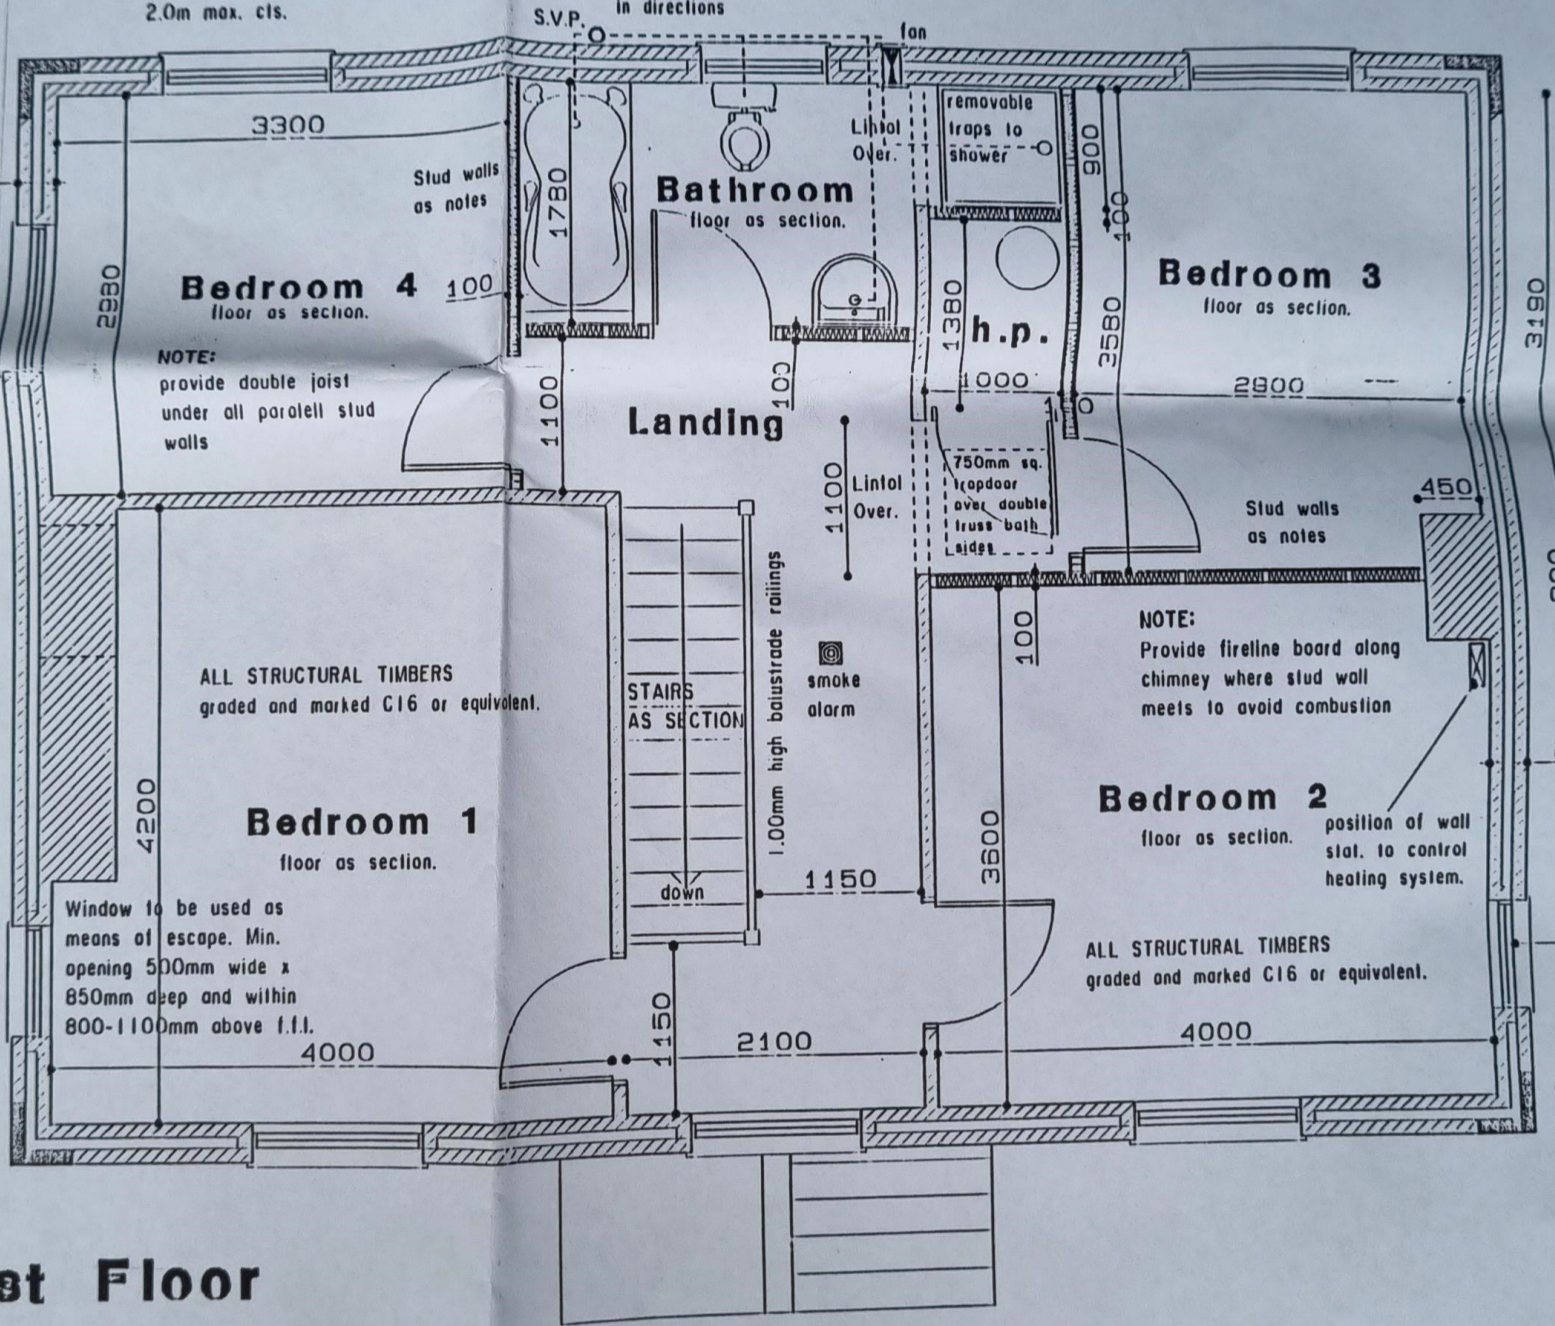 2.0m max. cts.
S.V.P.
in directions
fan
3300
Stud walls
as notes
2980
Bedroom 4
floor as section.
100
NOTE:
provide double joist
under all paralell stud
walls
1780
Bathroom
floor as section.
Lintol
Over.
removable
traps to
shower
900
100
1380
h.p.
1000
3580
Bedroom 3
floor as section.
2900
3190
1100
Landing
100
1100
Lintol
Over.
750mm sq.
trapdoor
over double
truss both
sides
450
Stud walls
as notes
ALL STRUCTURAL TIMBERS
graded and marked C16 or equivalent.
4200
Bedroom 1
floor as section.
Window to be used as
means of escape. Min.
opening 500mm wide x
850mm deep and within
800-1100mm above f.f.l.
4000
STAIRS
AS SECTION
down
1.00mm high balustrade railings
smoke
alarm
1150
1150
2100
100
NOTE:
Provide fireline board along
chimney where stud wall
meets to avoid combustion
3600
Bedroom 2
floor as section.
position of wall
stat. to control
heating system.
ALL STRUCTURAL TIMBERS
graded and marked C16 or equivalent.
4000
st Floor